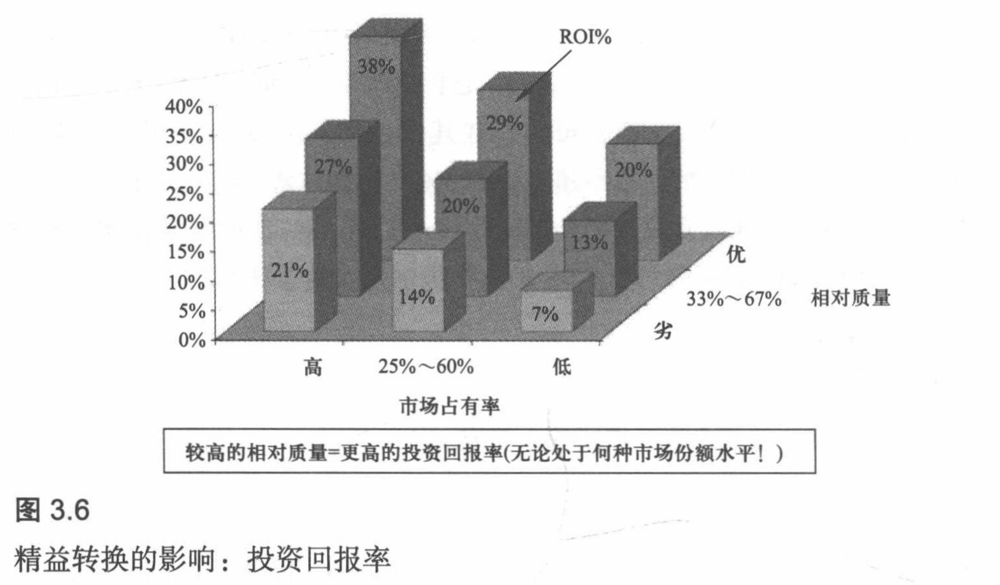 ROI%
38%
29%
40%
35%
27%
30%
20%
25%
20%
20%
13%
15%
21%
优
10%
14%
33%～67% 相对质量
5%
7%
劣
0%
高 25%～60% 低
市场占有率
较高的相对质量=更高的投资回报率(无论处于何种市场份额水平！)
图 3.6
精益转换的影响：投资回报率